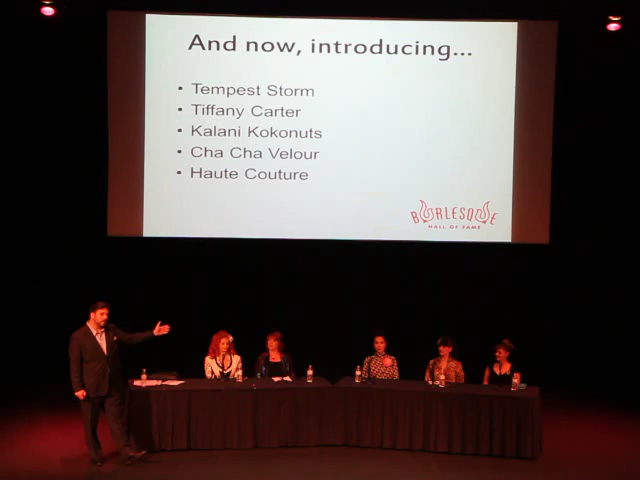 And now, introducing...
• Tempest Storm
• Tiffany Carter
• Kalani Kokonuts
• Cha Cha Velour
• Haute Couture
BURLESQUE
HALL OF FAME